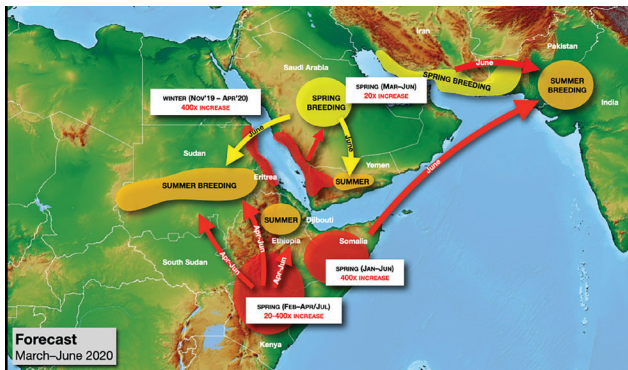 Iran
Pakistan
June
Saudi Arabia
SPRING BREEDING
SUMMER
BREEDING
India
WINTER (NOV'19 – APR'20)
400X INCREASE
SPRING
BREEDING
SPRING (MAR–JUN)
20X INCREASE
June
June
Sudan
Yemen
June
Eritrea
SUMMER BREEDING
SUMMER
SUMMER
Djibouti
Ethiopia
Somalia
Apr-Jun
Apr-Jun
Apr-Jun
South Sudan
SPRING (JAN–JUN)
400X INCREASE
SPRING (FEB–APR/JUL)
20-400X INCREASE
Kenya
Forecast
March–June 2020